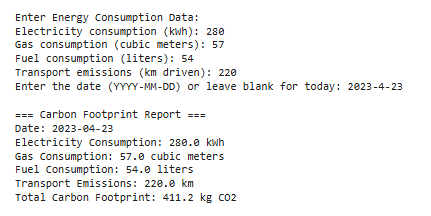 Enter Energy Consumption Data:
Electricity consumption (kWh): 280
Gas consumption (cubic meters): 57
Fuel consumption (liters): 54
Transport emissions (km driven): 220
Enter the date (YYYY-MM-DD) or leave blank for today: 2023-4-23
=== Carbon Footprint Report ===
Date: 2023-04-23
Electricity Consumption: 280.0 kWh
Gas Consumption: 57.0 cubic meters
Fuel Consumption: 54.0 liters
Transport Emissions: 220.0 km
Total Carbon Footprint: 411.2 kg CO2